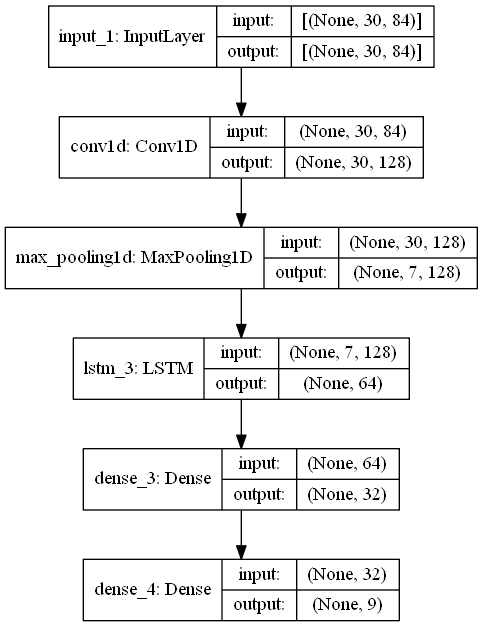 input_1: InputLayer
input: [(None, 30, 84)]
output: [(None, 30, 84)]
conv1d: Conv1D
input: (None, 30, 84)
output: (None, 30, 128)
max_pooling1d: MaxPooling1D
input: (None, 30, 128)
output: (None, 7, 128)
lstm_3: LSTM
input: (None, 7, 128)
output: (None, 64)
dense_3: Dense
input: (None, 64)
output: (None, 32)
dense_4: Dense
input: (None, 32)
output: (None, 9)